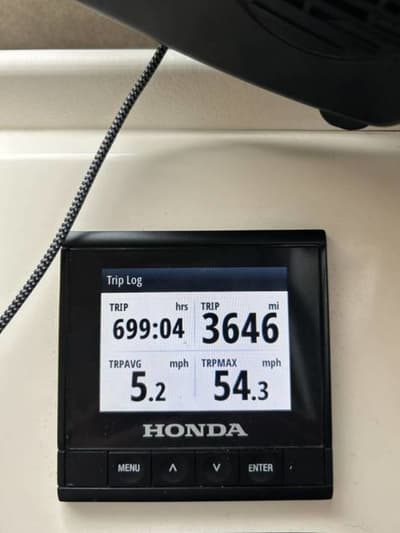 Trip Log
TRIP hrs TRIP mi
699:04 3646
TRPAVG mph TRPMAX mph
5.2 54.3
HONDA
MENU ∧ ∨ ENTER